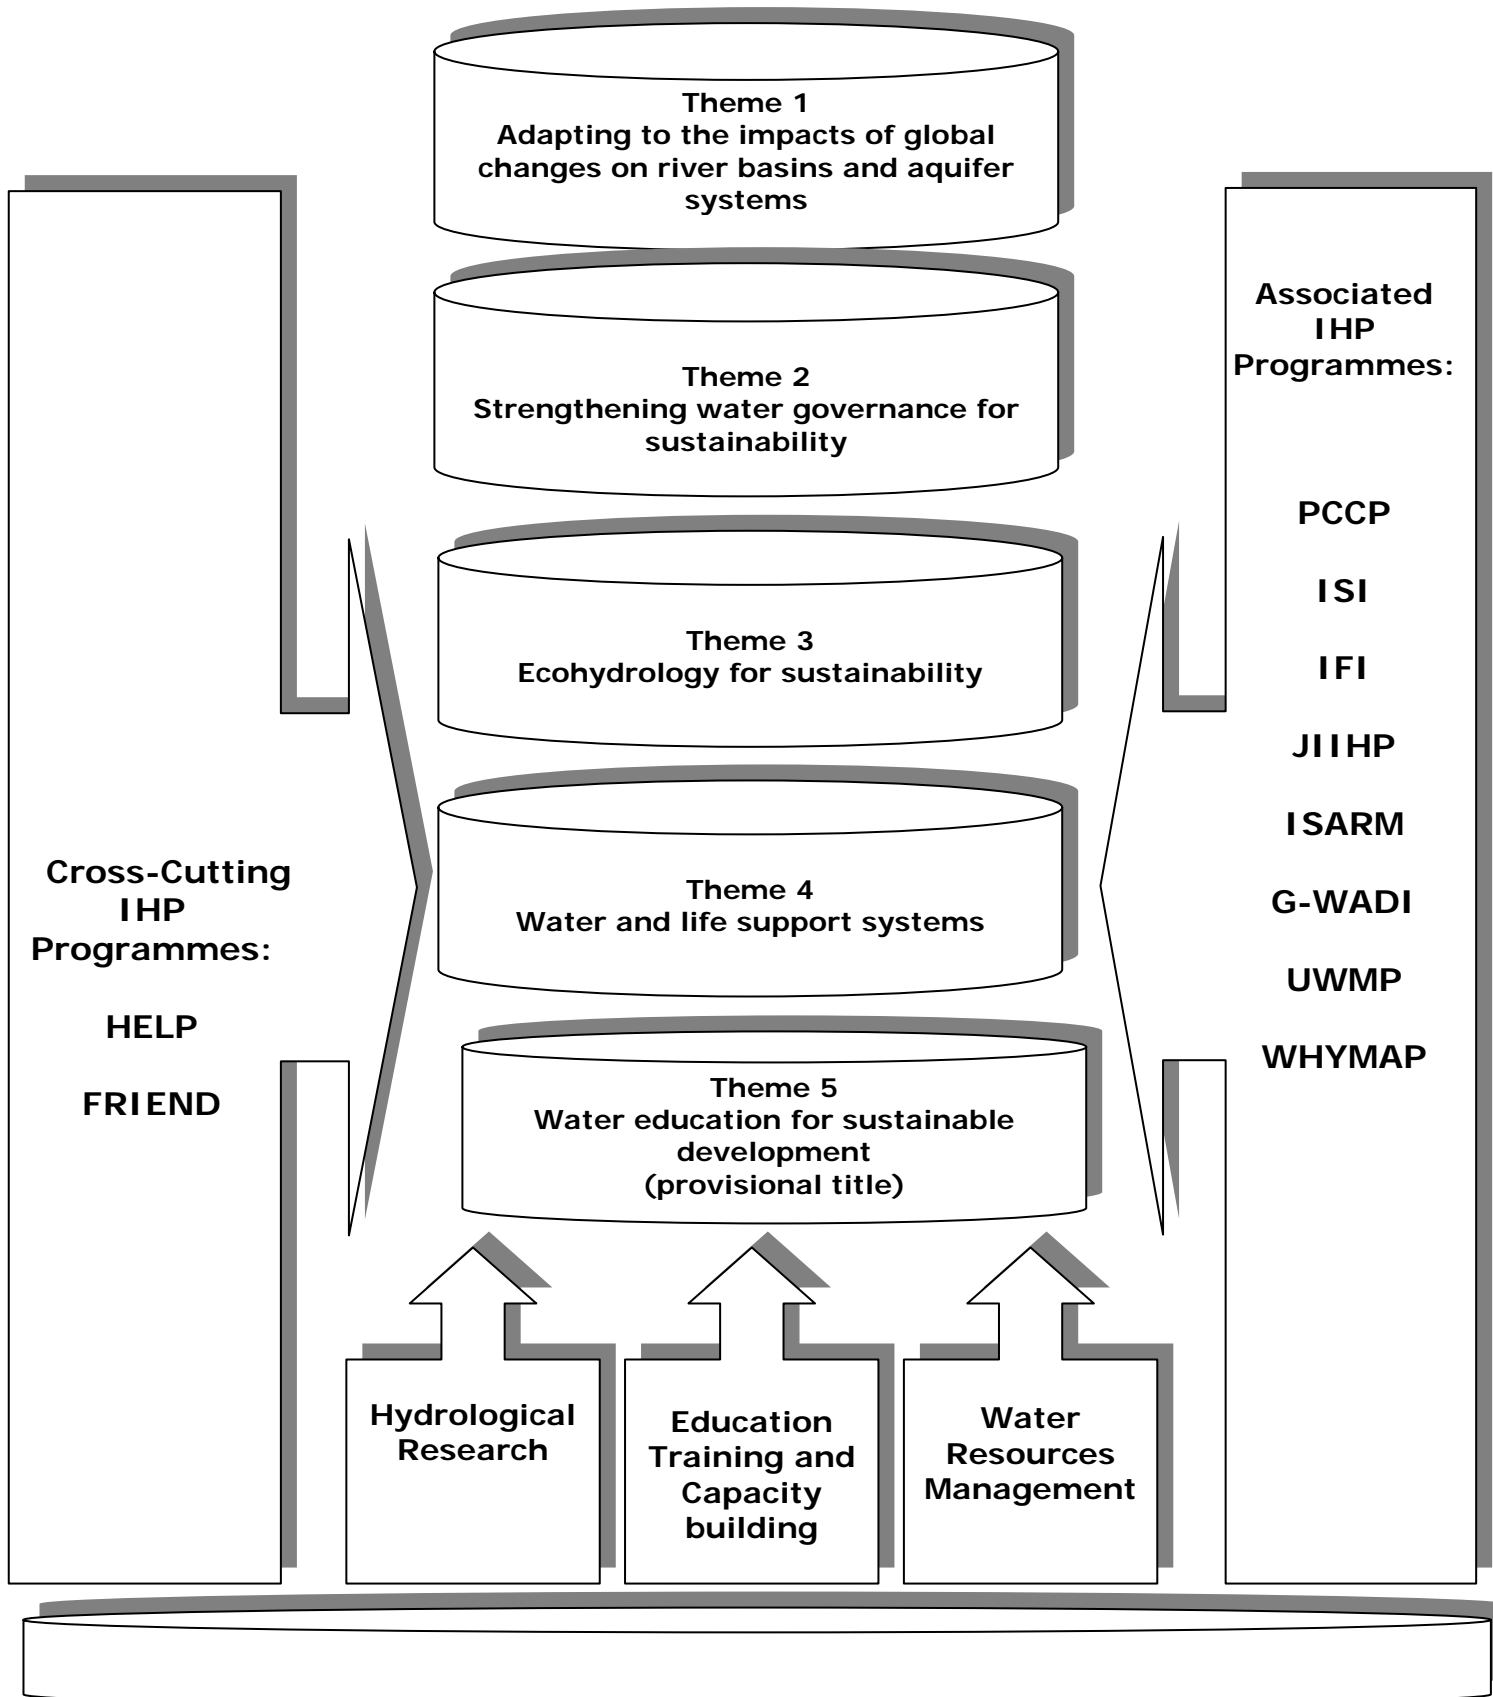 Theme 1
Adapting to the impacts of global
changes on river basins and aquifer
systems
Theme 2
Strengthening water governance for
sustainability
Theme 3
Ecohydrology for sustainability
Theme 4
Water and life support systems
Theme 5
Water education for sustainable
development
(provisional title)
Cross-Cutting
IHP
Programmes:
HELP
FRIEND
Associated
IHP
Programmes:
PCCP
ISI
IFI
JIIHP
ISARM
G-WADI
UWMP
WHYMAP
Hydrological
Research
Education
Training and
Capacity
building
Water
Resources
Management